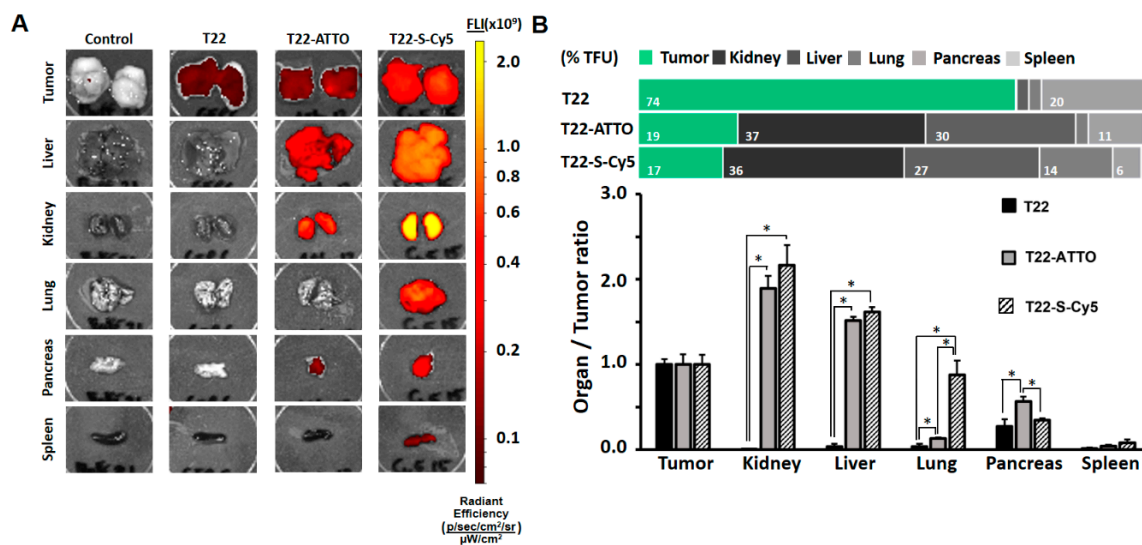 A
Control
T22
T22-ATTO
T22-S-Cy5
FLI(x10⁹)
Tumor
Liver
Kidney
Lung
Pancreas
Spleen
2.0
1.0
0.8
0.6
0.4
0.2
0.1
Radiant
Efficiency
(p/sec/cm²/sr)
µW/cm²
B
(% TFU) Tumor Kidney Liver Lung Pancreas Spleen
T22 74 20
T22-ATTO 19 37 30 11
T22-S-Cy5 17 36 27 14 6
Organ / Tumor ratio
3.0
2.0
1.0
0.0
T22
T22-ATTO
T22-S-Cy5
* * * * * * * * *
Tumor Kidney Liver Lung Pancreas Spleen